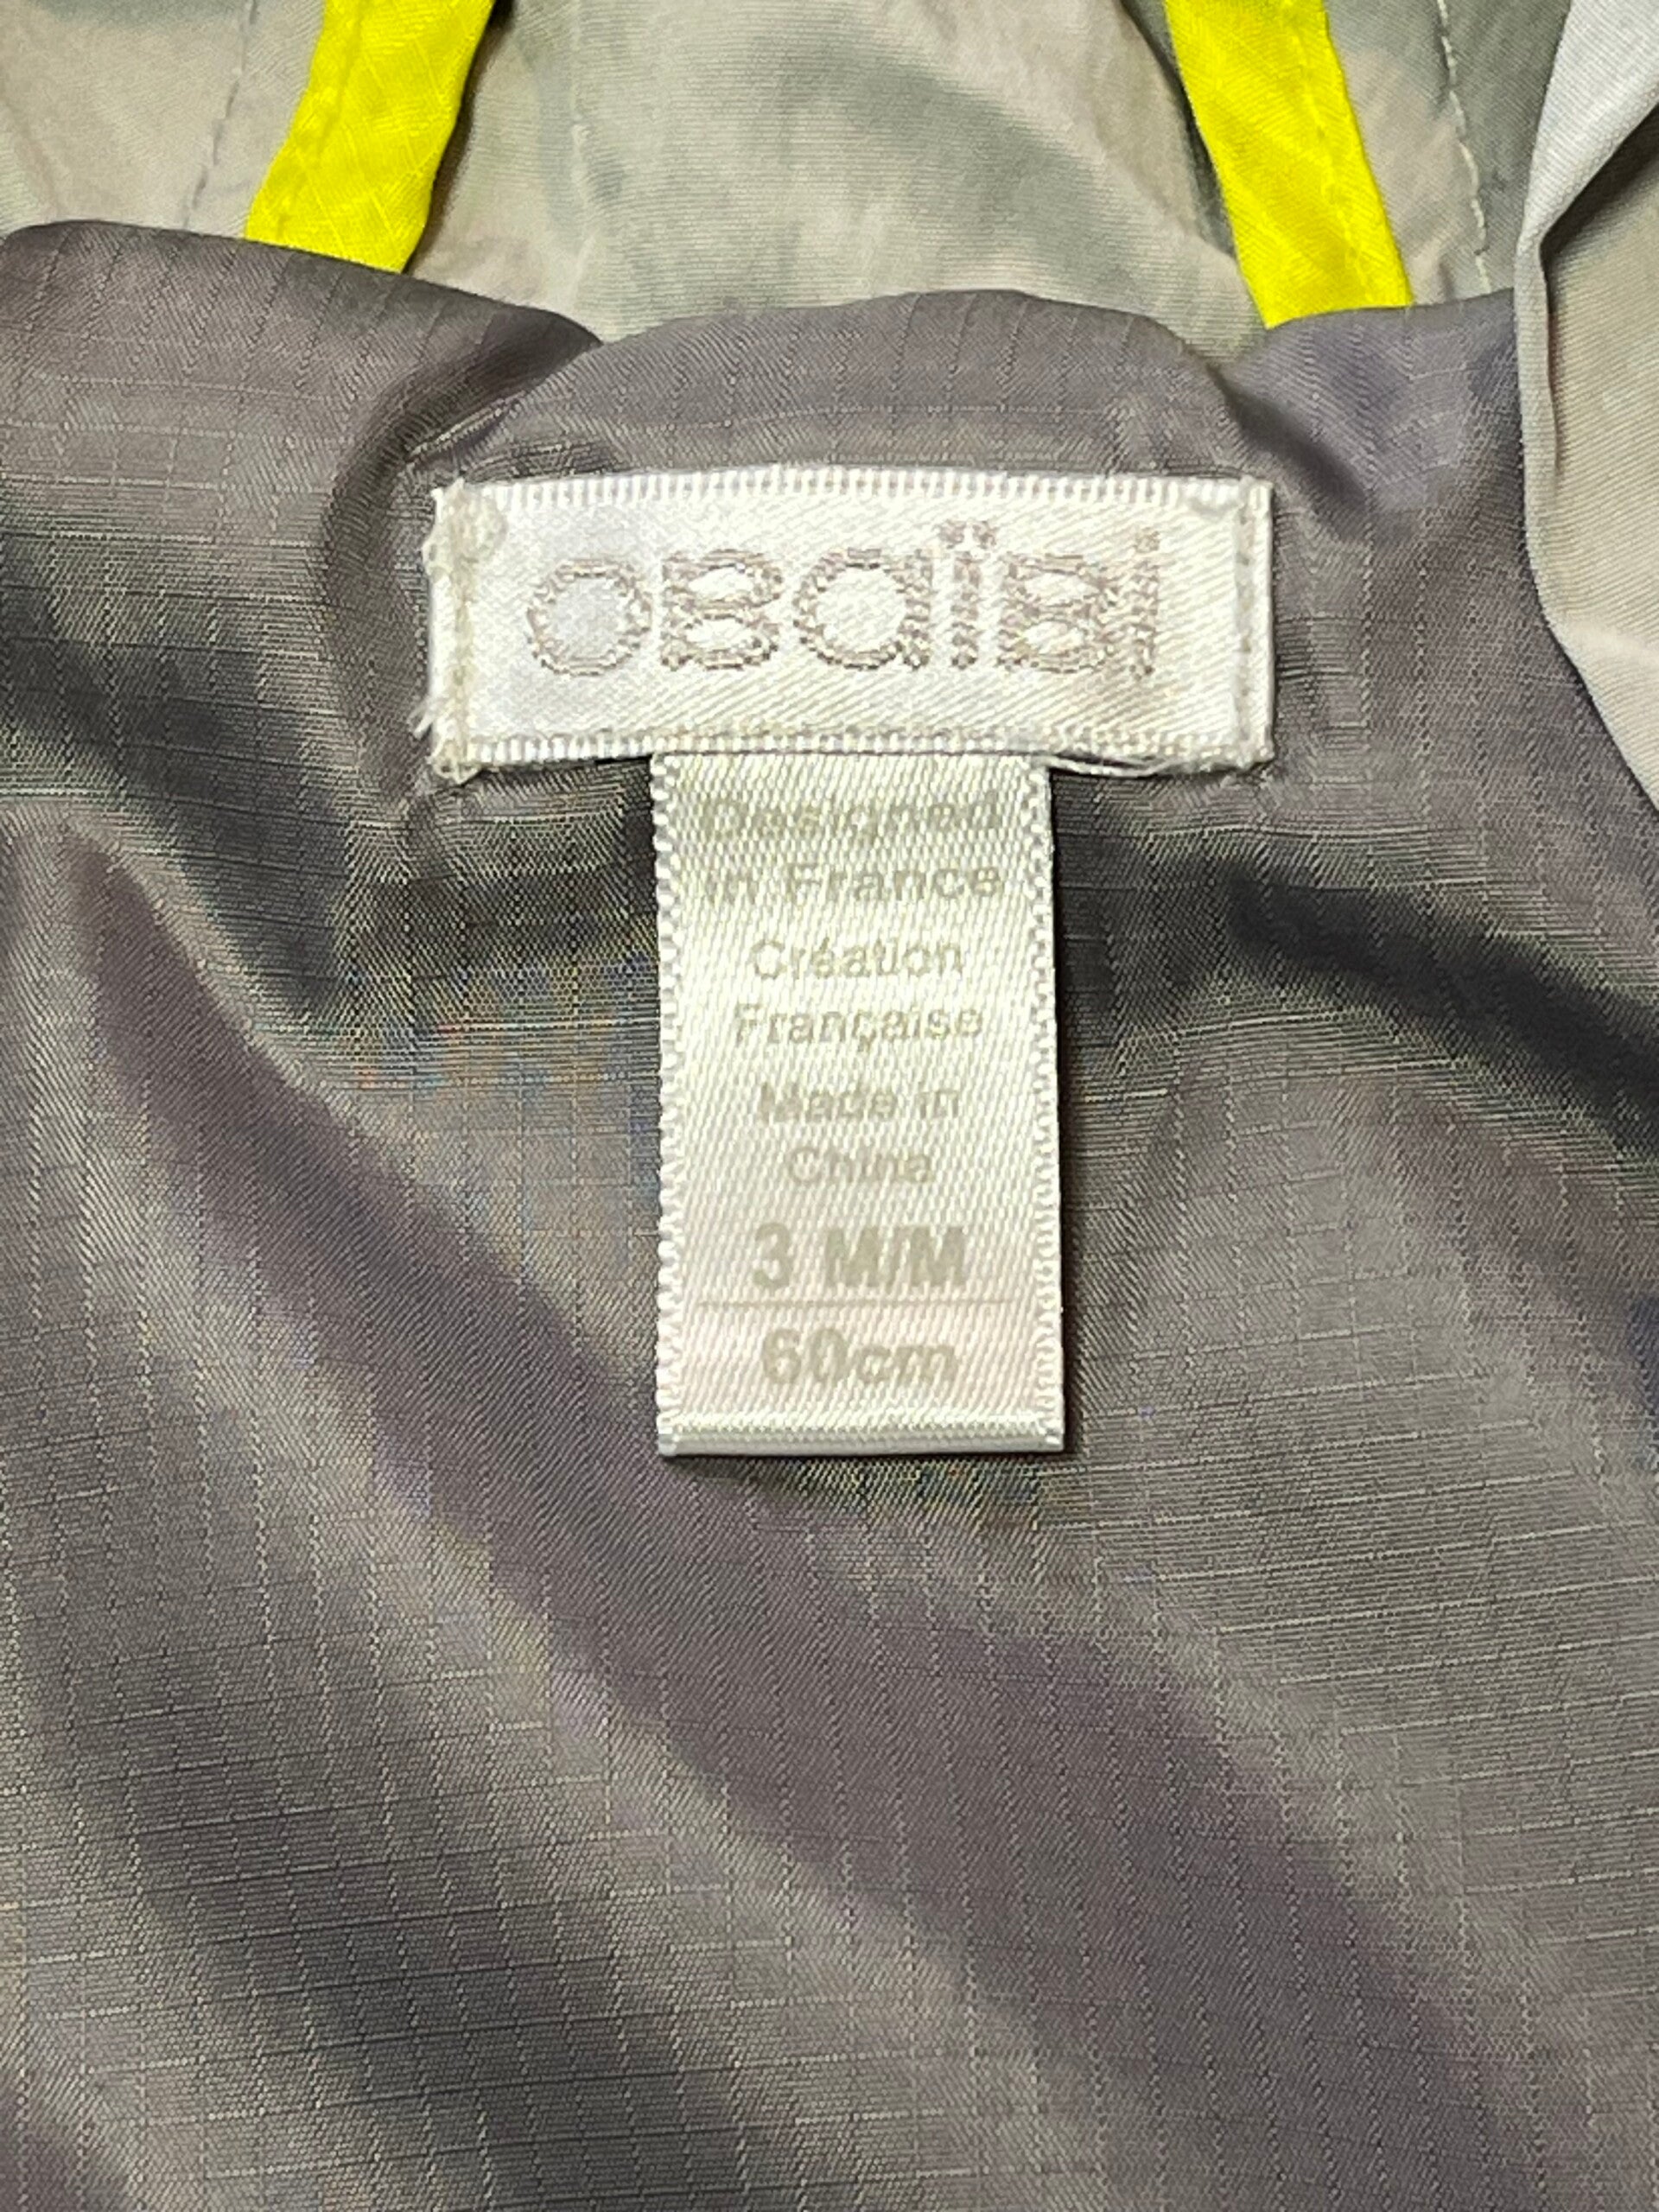 oBaïBi
Designed
in France
Création
Française
Made in
China
3 M/M
60cm